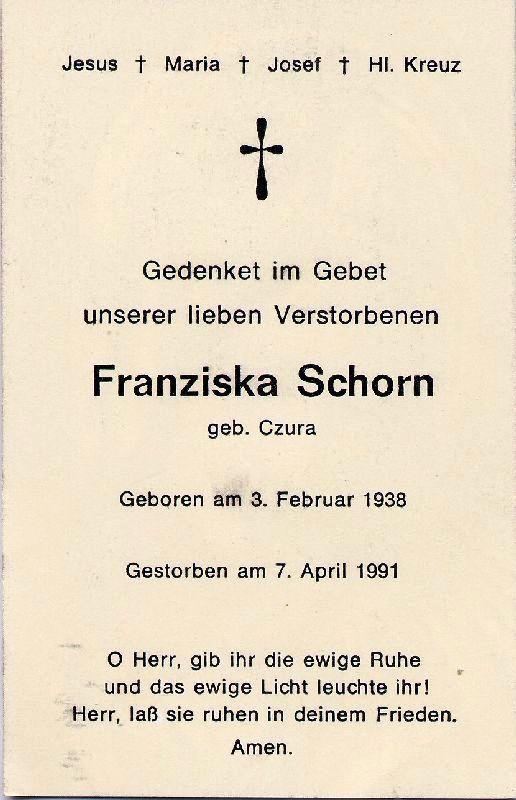 Jesus † Maria † Josef † Hl. Kreuz
Gedenket im Gebet
unserer lieben Verstorbenen
Franziska Schorn
geb. Czura
Geboren am 3. Februar 1938
Gestorben am 7. April 1991
O Herr, gib ihr die ewige Ruhe
und das ewige Licht leuchte ihr!
Herr, laß sie ruhen in deinem Frieden.
Amen.